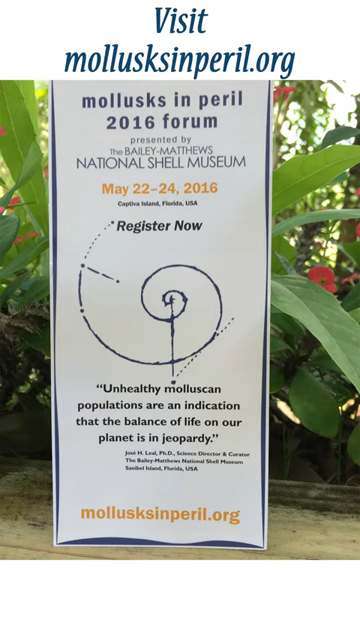 Visit
mollusksinperil.org
mollusks in peril
2016 forum
presented by
The BAILEY-MATTHEWS
NATIONAL SHELL MUSEUM
May 22–24, 2016
Captiva Island, Florida, USA
Register Now
“Unhealthy molluscan
populations are an indication
that the balance of life on our
planet is in jeopardy.”
José H. Leal, Ph.D., Science Director & Curator
The Bailey-Matthews National Shell Museum
Sanibel Island, Florida, USA
mollusksinperil.org